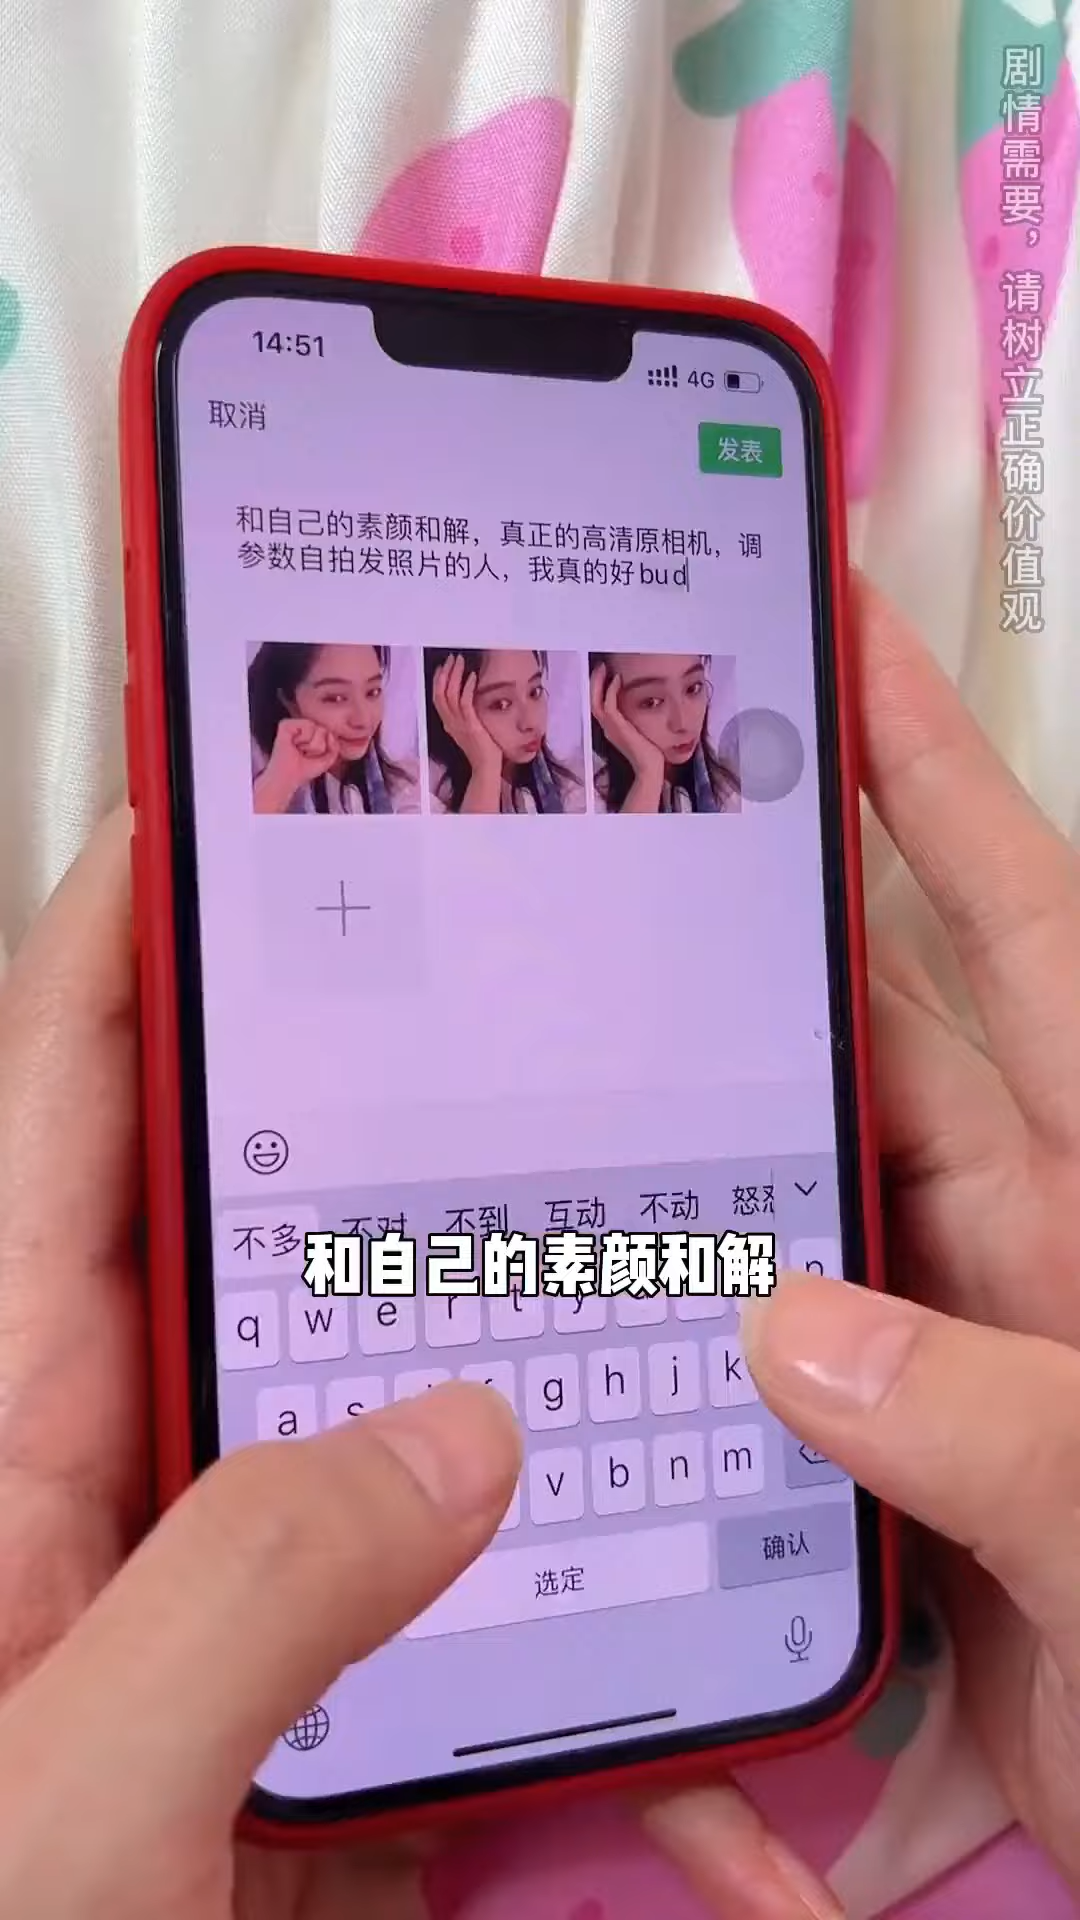 剧情需要，请树立正确价值观
14:51
4G
取消
发表
和自己的素颜和解，真正的高清原相机，调
参数自拍发照片的人，我真的好bud
不多 不对 不到 互动 不动
和自己的素颜和解
q w e r t y p
a s g h j k
v b n m
选定
确认